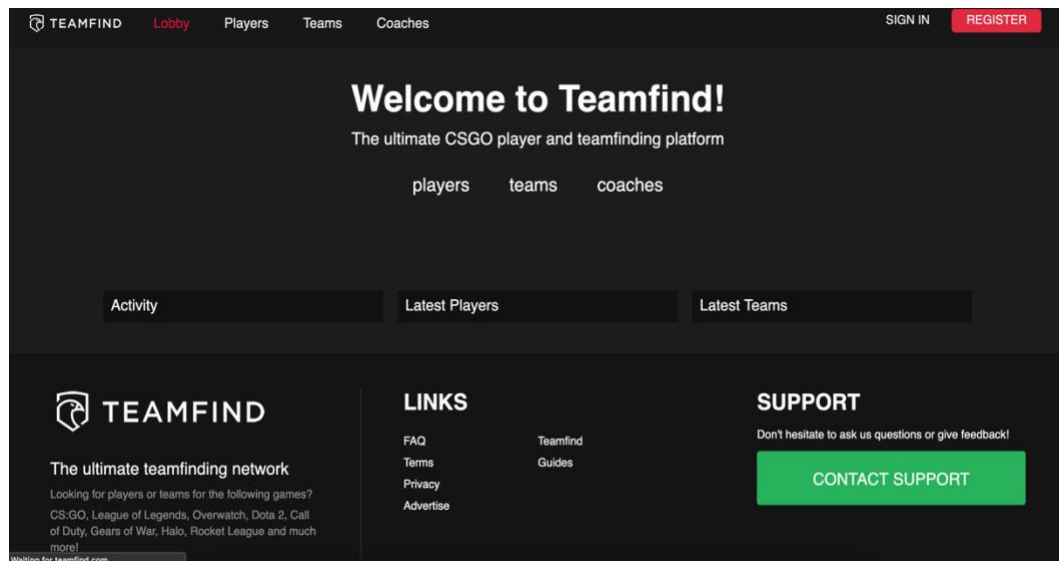 TEAMFIND Lobby Players Teams Coaches SIGN IN REGISTER
Welcome to Teamfind!
The ultimate CSGO player and teamfinding platform
players teams coaches
Activity Latest Players Latest Teams
TEAMFIND
The ultimate teamfinding network
Looking for players or teams for the following games?
CS:GO, League of Legends, Overwatch, Dota 2, Call
of Duty, Gears of War, Halo, Rocket League and much
more!
LINKS
FAQ Teamfind
Terms Guides
Privacy
Advertise
SUPPORT
Don't hesitate to ask us questions or give feedback!
CONTACT SUPPORT
Waiting for teamfind.com